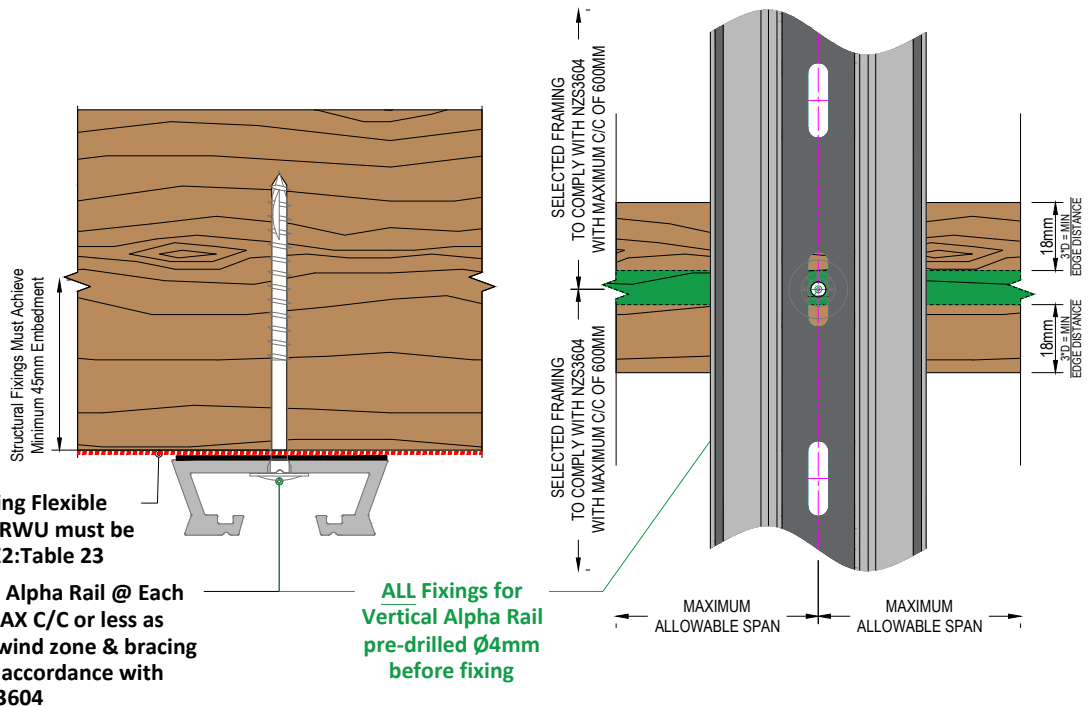 Structural Fixings Must Achieve
Minimum 45mm Embedment
ing Flexible
RWU must be
2:Table 23
Alpha Rail @ Each
AX C/C or less as
wind zone & bracing
accordance with
3604
ALL Fixings for
Vertical Alpha Rail
pre-drilled Ø4mm
before fixing
SELECTED FRAMING
TO COMPLY WITH NZS3604
WITH MAXIMUM C/C OF 600MM
SELECTED FRAMING
TO COMPLY WITH NZS3604
WITH MAXIMUM C/C OF 600MM
18mm
3*D = MIN
EDGE DISTANCE
18mm
3*D = MIN
EDGE DISTANCE
MAXIMUM
ALLOWABLE SPAN
MAXIMUM
ALLOWABLE SPAN